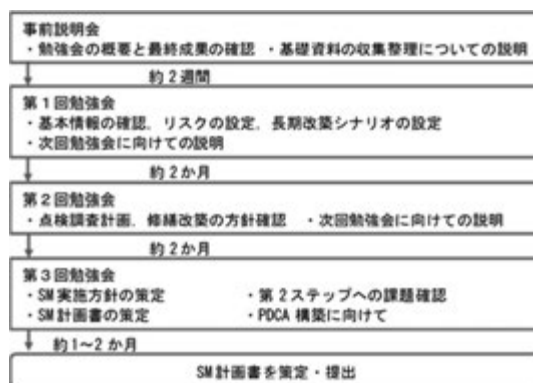 事前説明会
・勉強会の概要と最終成果の確認 ・基礎資料の収集整理についての説明
約2週間
第1回勉強会
・基本情報の確認，リスクの設定，長期改築シナリオの設定
・次回勉強会に向けての説明
約2か月
第2回勉強会
・点検調査計画，修繕改築の方針確認 ・次回勉強会に向けての説明
約2か月
第3回勉強会
・SM実施方針の策定 ・第2ステップへの課題確認
・SM計画書の策定 ・PDCA構築に向けて
約1～2か月
SM計画書を策定・提出